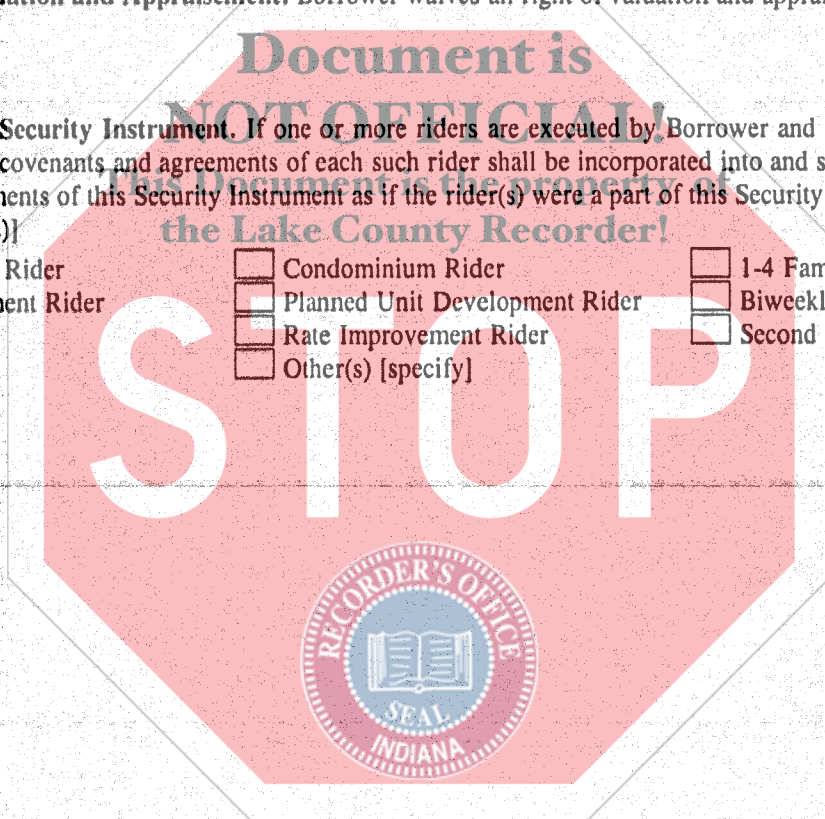 Document is
NOT OFFICIAL!
Security Instrument. If one or more riders are executed by Borrower and
covenants and agreements of each such rider shall be incorporated into and s
This Document is the property of
nents of this Security Instrument as if the rider(s) were a part of this Security
)]
the Lake County Recorder!
Rider
Condominium Rider
1-4 Fam
nent Rider
Planned Unit Development Rider
Biweekl
Rate Improvement Rider
Second
Other(s) [specify]
STOP
RECORDER'S OFFICE
SEAL
INDIANA